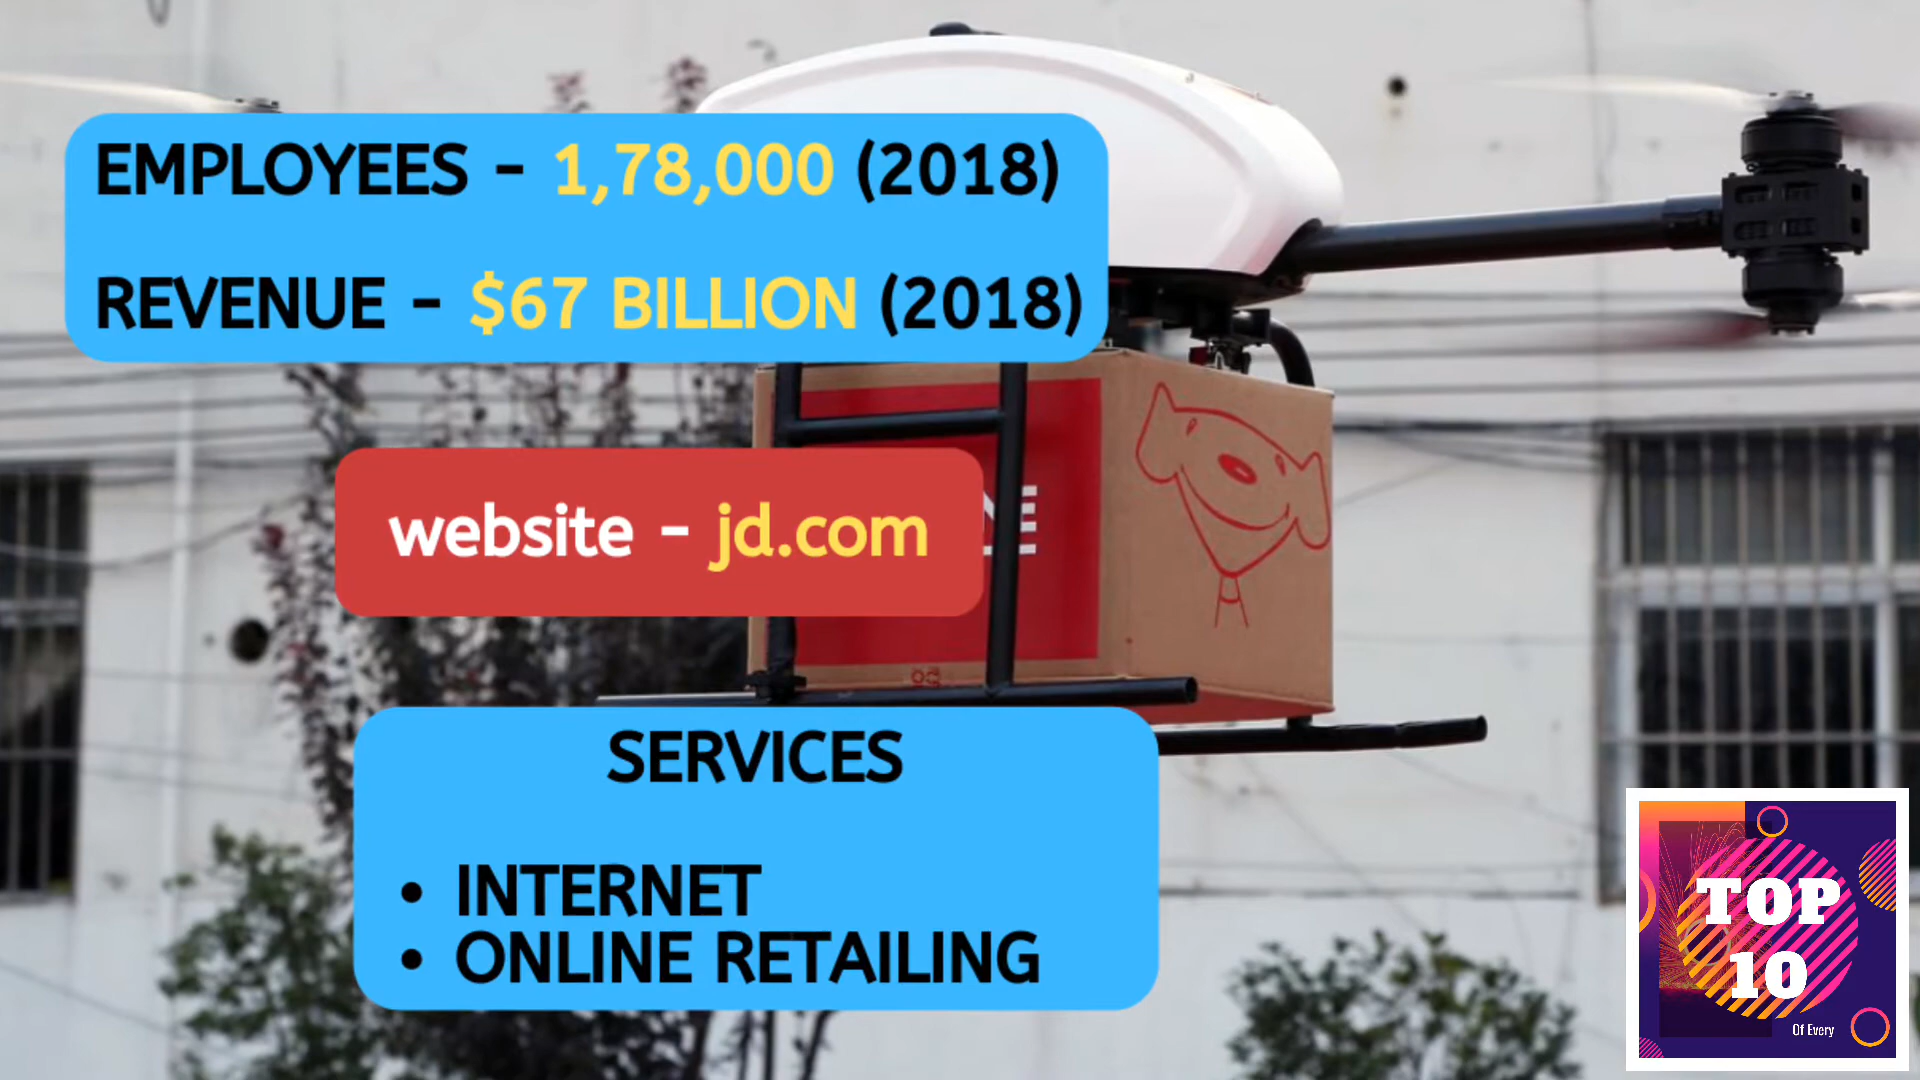 EMPLOYEES - 1,78,000 (2018)
REVENUE - $67 BILLION (2018)
website - jd.com
SERVICES
• INTERNET
• ONLINE RETAILING
TOP
10
Of Every